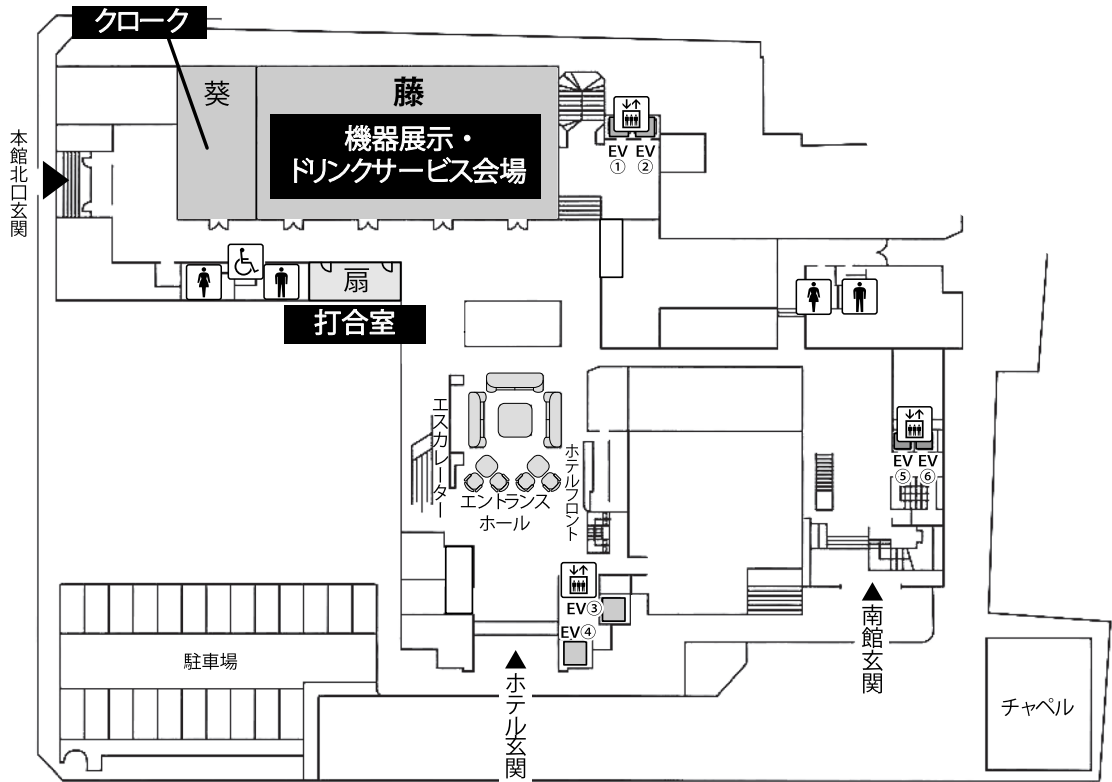 クローク
葵
藤
機器展示・
ドリンクサービス会場
EV
①
EV
②
本館北口玄関
扇
打合室
エスカレーター
ホテルフロント
エントランス
ホール
EV
⑤
EV
⑥
EV③
EV④
駐車場
ホテル玄関
南館玄関
チャペル